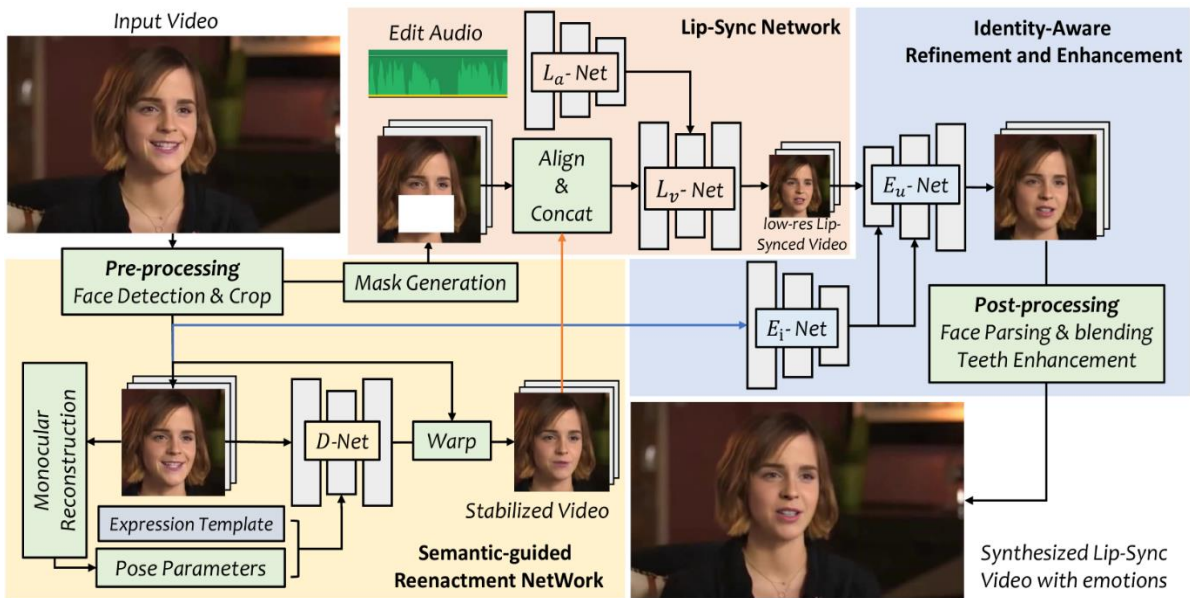 Input Video
Edit Audio
Lip-Sync Network
Identity-Aware
Refinement and Enhancement
Lₐ- Net
Align
&
Concat
Lᵥ- Net
low-res Lip-
Synced Video
Eᵤ- Net
Pre-processing
Face Detection & Crop
Mask Generation
Eᵢ- Net
Post-processing
Face Parsing & blending
Teeth Enhancement
Monocular
Reconstruction
D-Net
Warp
Stabilized Video
Expression Template
Pose Parameters
Semantic-guided
Reenactment NetWork
Synthesized Lip-Sync
Video with emotions